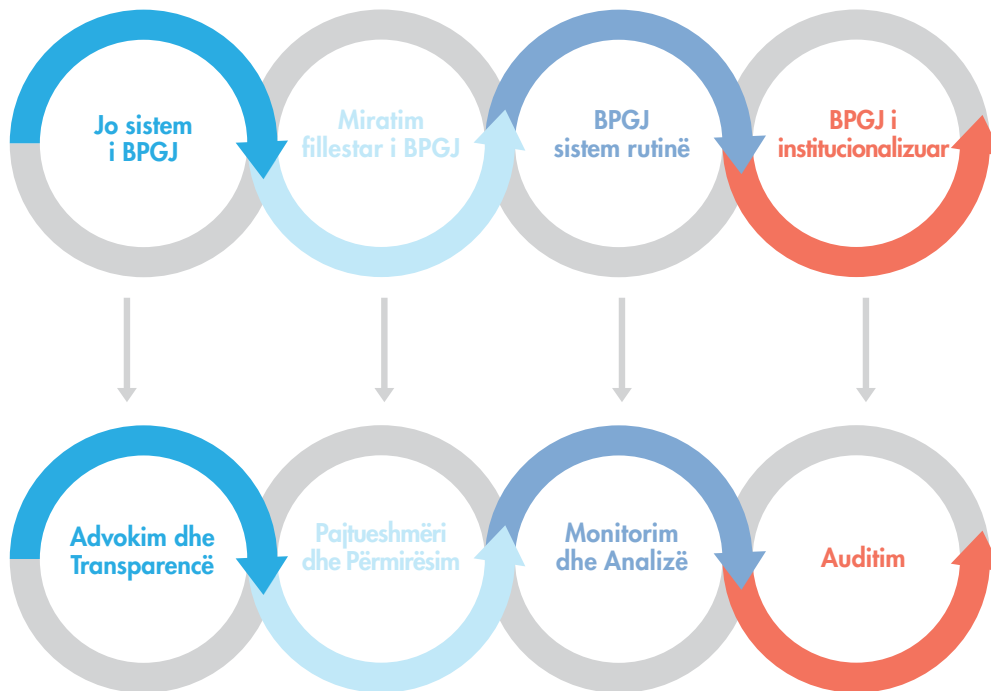 Jo sistem
i BPGJ
Miratim
fillestar i BPGJ
BPGJ
sistem rutinë
BPGJ i
institucionalizuar
Advokim dhe
Transparencë
Pajtueshmëri
dhe Përmirësim
Monitorim
dhe Analizë
Auditim